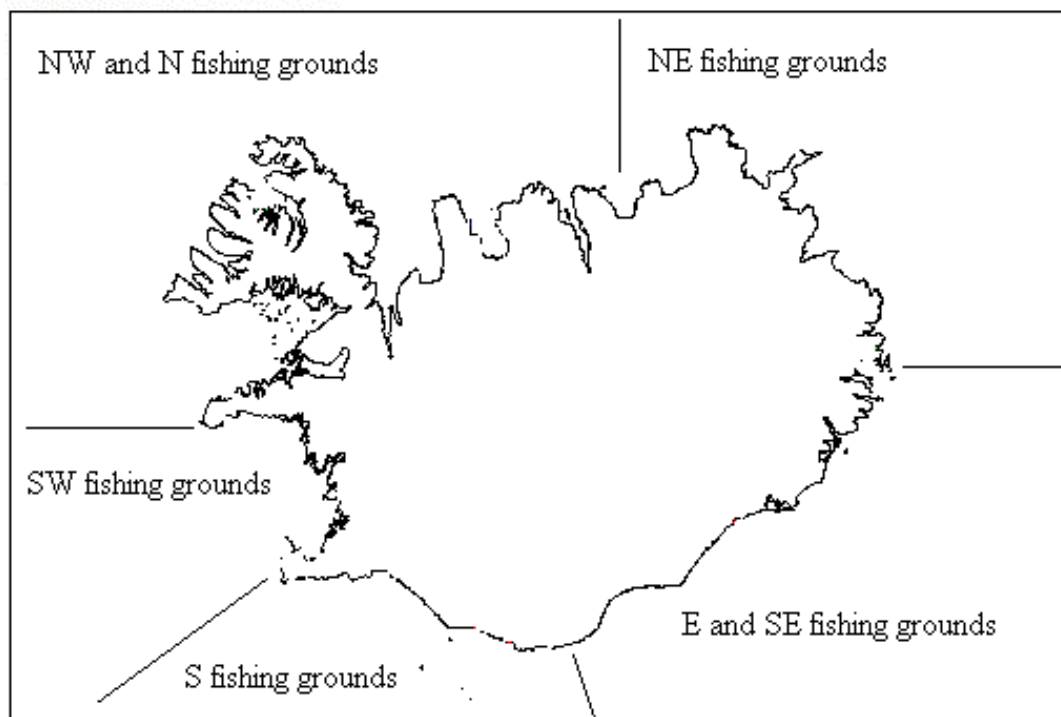 NW and N fishing grounds
NE fishing grounds
SW fishing grounds
E and SE fishing grounds
S fishing grounds